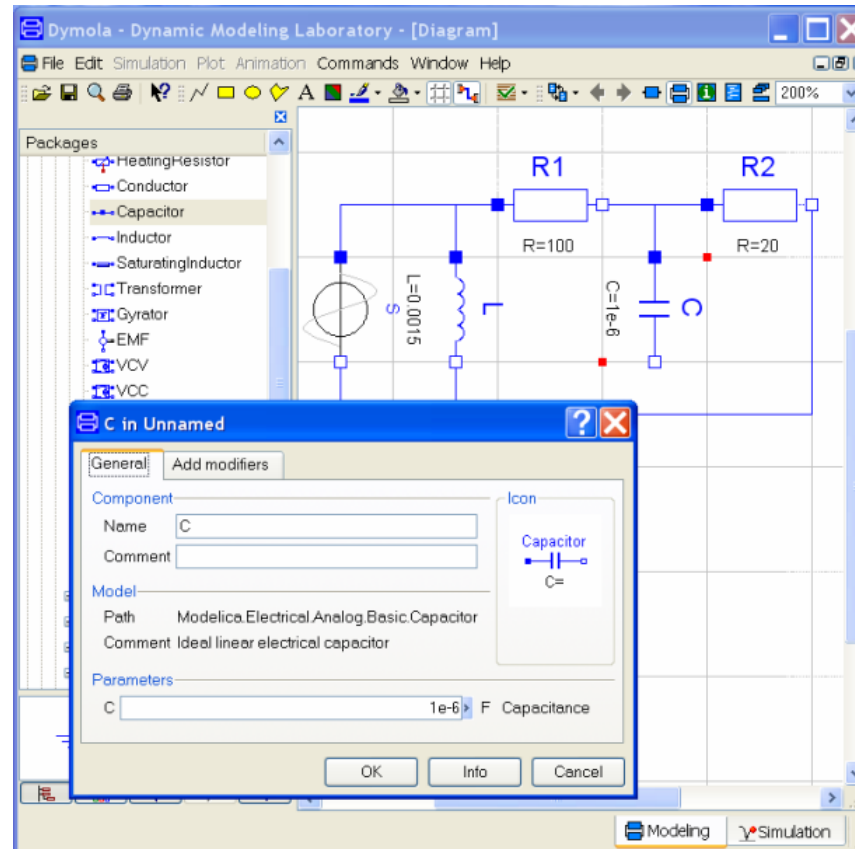 Dymola - Dynamic Modeling Laboratory - [Diagram]
File Edit Simulation Plot Animation Commands Window Help
A
200%
Packages
HeatingResistor
Conductor
Capacitor
Inductor
SaturatingInductor
Transformer
Gyrator
EMF
VCV
VCC
R1
R2
R=100
R=20
S
L=0.0015
L
C=1e-6
C
C in Unnamed
General Add modifiers
Component
Name C
Comment
Icon
Capacitor
C=
Model
Path Modelica.Electrical.Analog.Basic.Capacitor
Comment Ideal linear electrical capacitor
Parameters
C 1e-6 F Capacitance
OK Info Cancel
Modeling Simulation